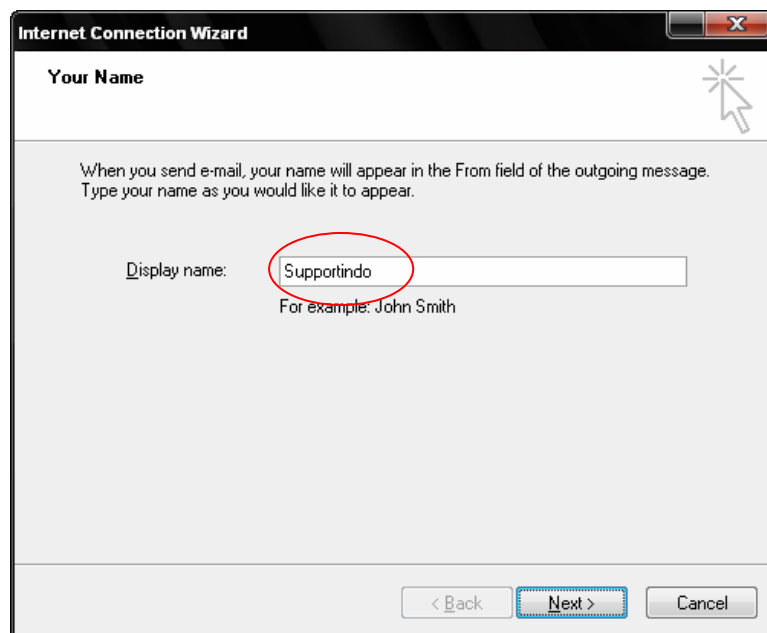 Internet Connection Wizard
Your Name
When you send e-mail, your name will appear in the From field of the outgoing message.
Type your name as you would like it to appear.
Display name: Supportindo
For example: John Smith
< Back Next > Cancel